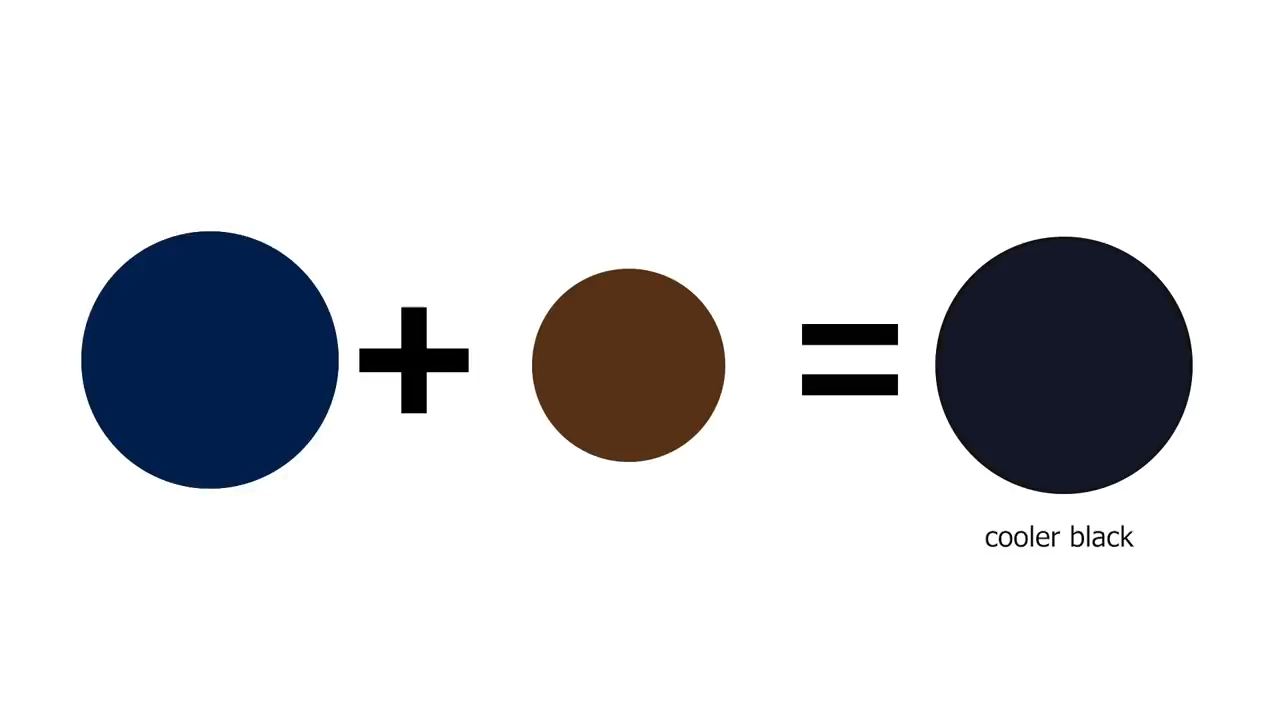 + =
cooler black